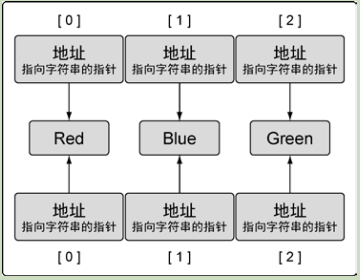 [ 0 ] [ 1 ] [ 2 ]
地址 地址 地址
指向字符串的指针 指向字符串的指针 指向字符串的指针
Red Blue Green
地址 地址 地址
指向字符串的指针 指向字符串的指针 指向字符串的指针
[ 0 ] [ 1 ] [ 2 ]